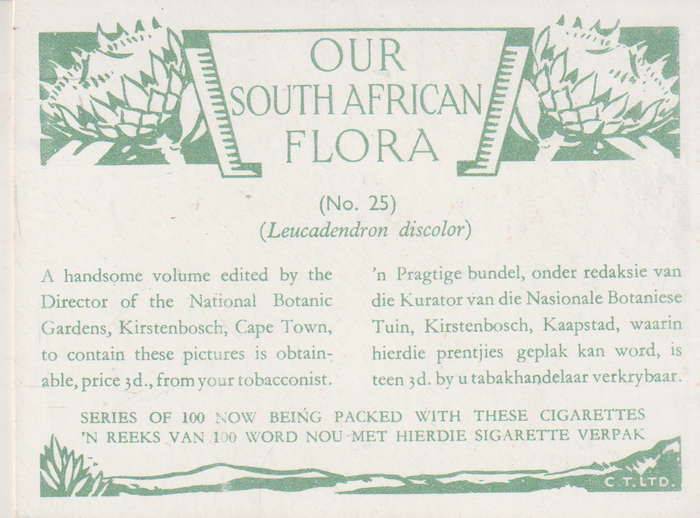 OUR
SOUTH AFRICAN
FLORA
(No. 25)
(Leucadendron discolor)
A handsome volume edited by the
Director of the National Botanic
Gardens, Kirstenbosch, Cape Town,
to contain these pictures is obtain-
able, price 3d., from your tobacconist.
'n Pragtige bundel, onder redaksie van
die Kurator van die Nasionale Botaniese
Tuin, Kirstenbosch, Kaapstad, waarin
hierdie prentjies geplak kan word, is
teen 3d. by u tabakhandelaar verkrybaar.
SERIES OF 100 NOW BEING PACKED WITH THESE CIGARETTES
'N REEKS VAN 100 WORD NOU MET HIERDIE SIGARETTE VERPAK
C.T. LTD.